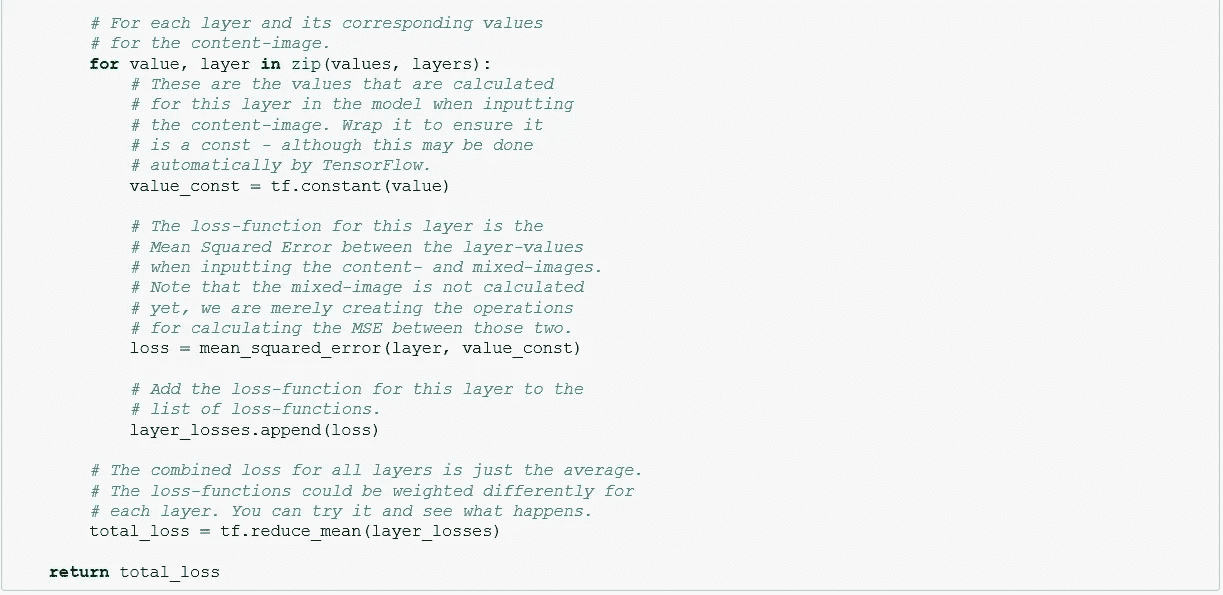 # For each layer and its corresponding values
# for the content-image.
for value, layer in zip(values, layers):
# These are the values that are calculated
# for this layer in the model when inputting
# the content-image. Wrap it to ensure it
# is a const - although this may be done
# automatically by TensorFlow.
value_const = tf.constant(value)
# The loss-function for this layer is the
# Mean Squared Error between the layer-values
# when inputting the content- and mixed-images.
# Note that the mixed-image is not calculated
# yet, we are merely creating the operations
# for calculating the MSE between those two.
loss = mean_squared_error(layer, value_const)
# Add the loss-function for this layer to the
# list of loss-functions.
layer_losses.append(loss)
# The combined loss for all layers is just the average.
# The loss-functions could be weighted differently for
# each layer. You can try it and see what happens.
total_loss = tf.reduce_mean(layer_losses)
return total_loss